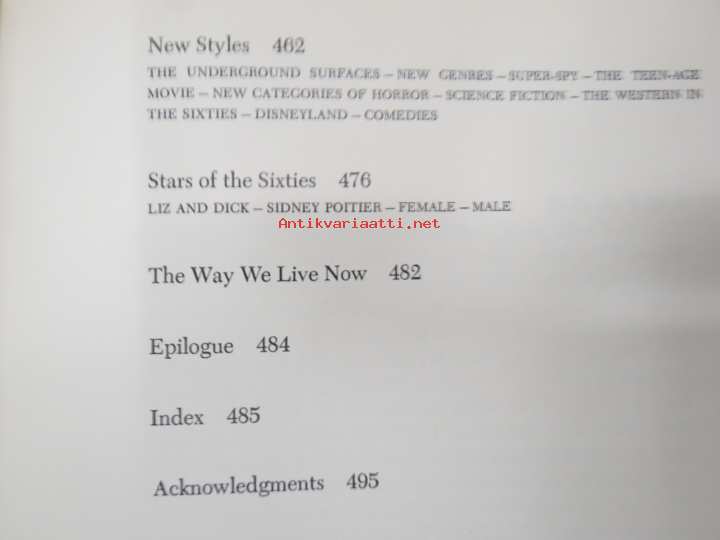 New Styles 462
THE UNDERGROUND SURFACES – NEW GENRES – SUPER-SPY – THE TEEN-AGE
MOVIE – NEW CATEGORIES OF HORROR – SCIENCE FICTION – THE WESTERN IN
THE SIXTIES – DISNEYLAND – COMEDIES
Stars of the Sixties 476
LIZ AND DICK – SIDNEY POITIER – FEMALE – MALE
Antikvariaatti.net
The Way We Live Now 482
Epilogue 484
Index 485
Acknowledgments 495